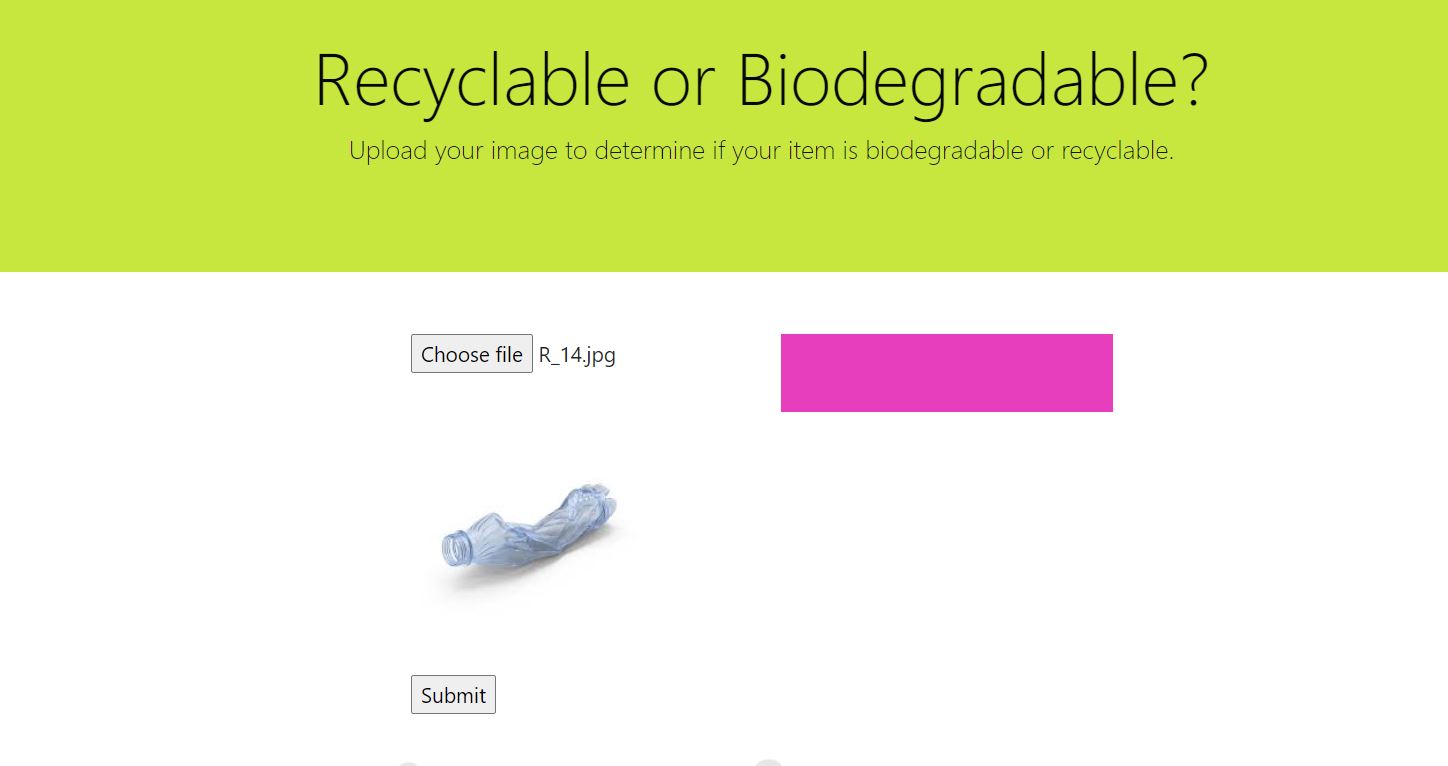 Recyclable or Biodegradable?
Upload your image to determine if your item is biodegradable or recyclable.
Choose file R_14.jpg
Submit